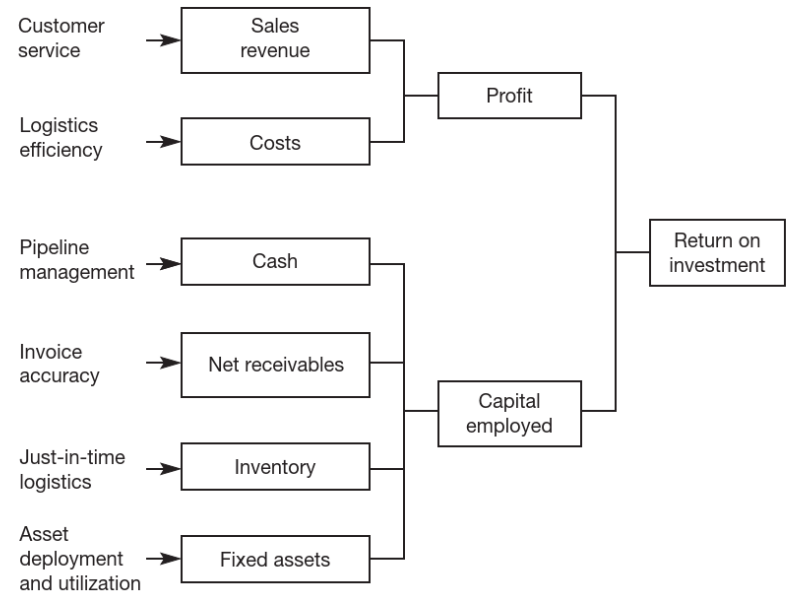 Customer
service
Sales
revenue
Profit
Logistics
efficiency
Costs
Pipeline
management
Cash
Return on
investment
Invoice
accuracy
Net receivables
Capital
employed
Just-in-time
logistics
Inventory
Asset
deployment
and utilization
Fixed assets